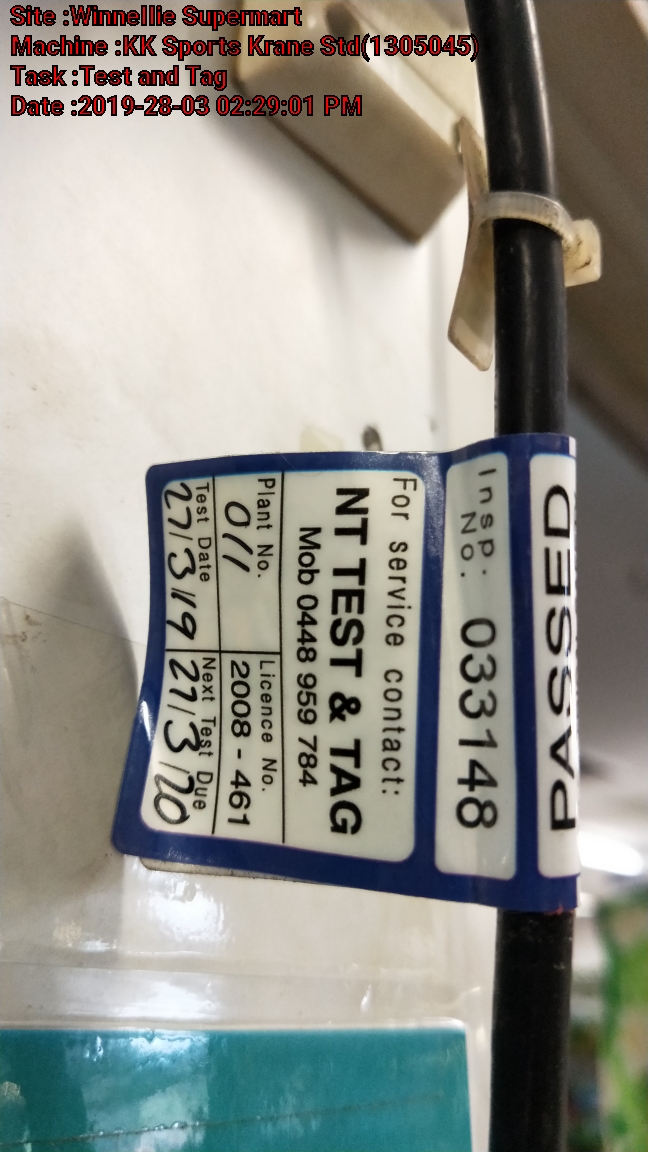 Site :Winnellie Supermart
Machine :KK Sports Krane Std(1305045)
Task :Test and Tag
Date :2019-28-03 02:29:01 PM
PASSED
Insp. No. 033148
For service contact:
NT TEST & TAG
Mob 0448 959 784
Plant No. 011
Licence No. 2008 - 461
Test Date 27/3/19
Next Test Due 27/3/20